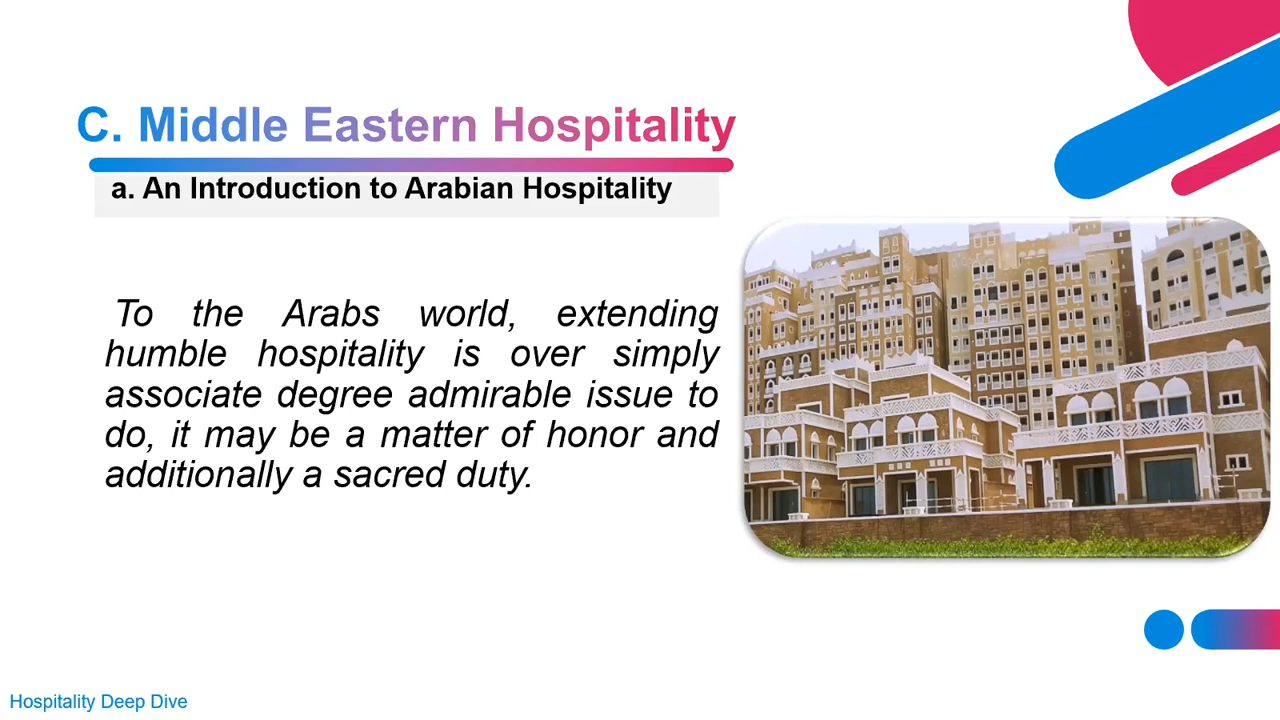 C. Middle Eastern Hospitality
a. An Introduction to Arabian Hospitality
To the Arabs world, extending
humble hospitality is over simply
associate degree admirable issue to
do, it may be a matter of honor and
additionally a sacred duty.
Hospitality Deep Dive